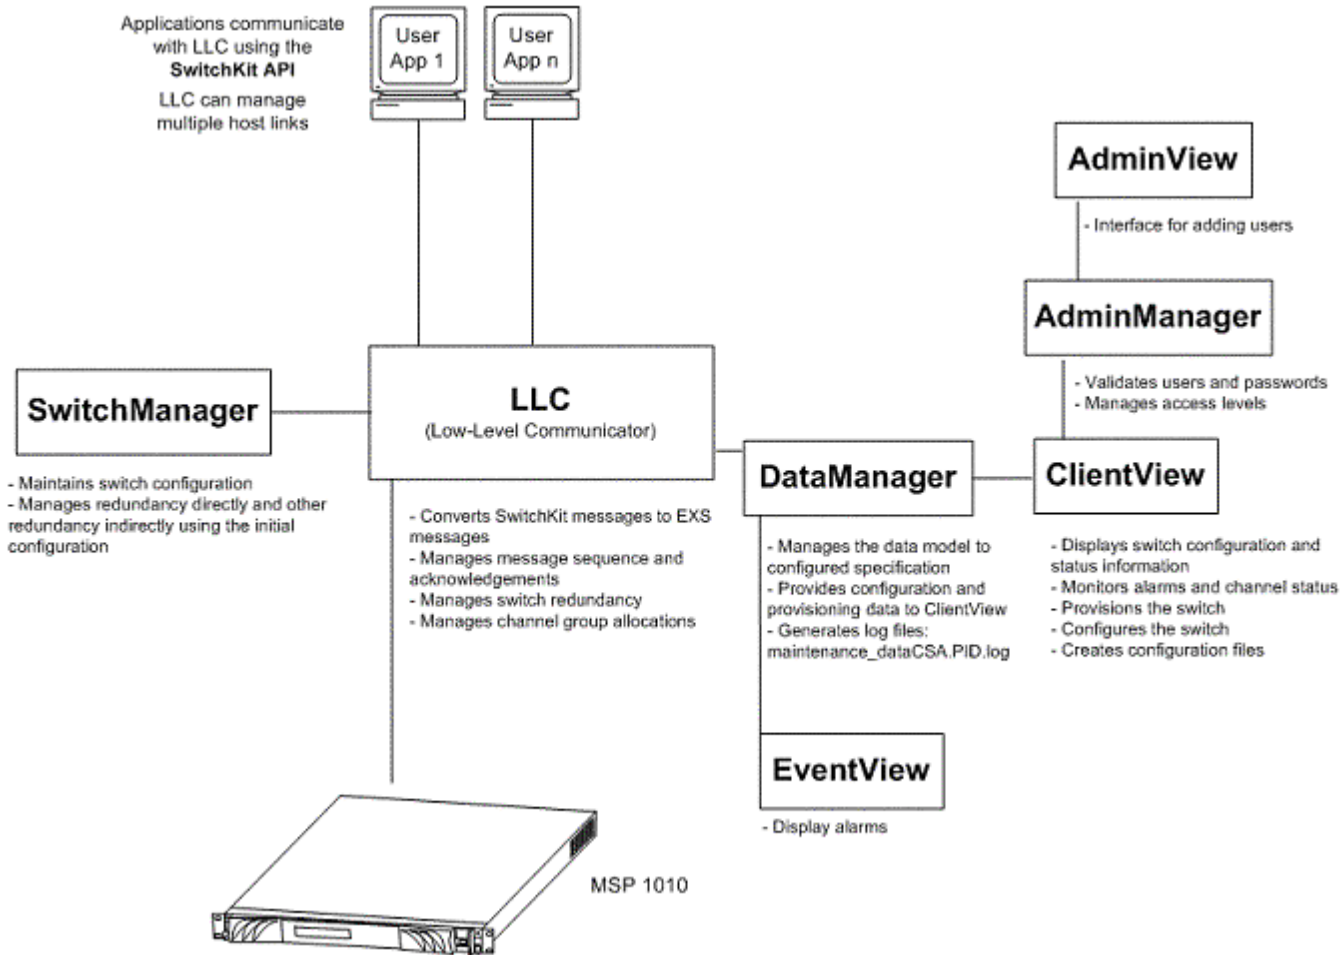 Applications communicate
with LLC using the
SwitchKit API
LLC can manage
multiple host links
User
App 1
User
App n
AdminView
- Interface for adding users
AdminManager
- Validates users and passwords
- Manages access levels
SwitchManager
- Maintains switch configuration
- Manages redundancy directly and other
redundancy indirectly using the initial
configuration
LLC
(Low-Level Communicator)
- Converts SwitchKit messages to EXS
messages
- Manages message sequence and
acknowledgements
- Manages switch redundancy
- Manages channel group allocations
DataManager
- Manages the data model to
configured specification
- Provides configuration and
provisioning data to ClientView
- Generates log files:
maintenance_dataCSA.PID.log
ClientView
- Displays switch configuration and
status information
- Monitors alarms and channel status
- Provisions the switch
- Configures the switch
- Creates configuration files
EventView
- Display alarms
MSP 1010